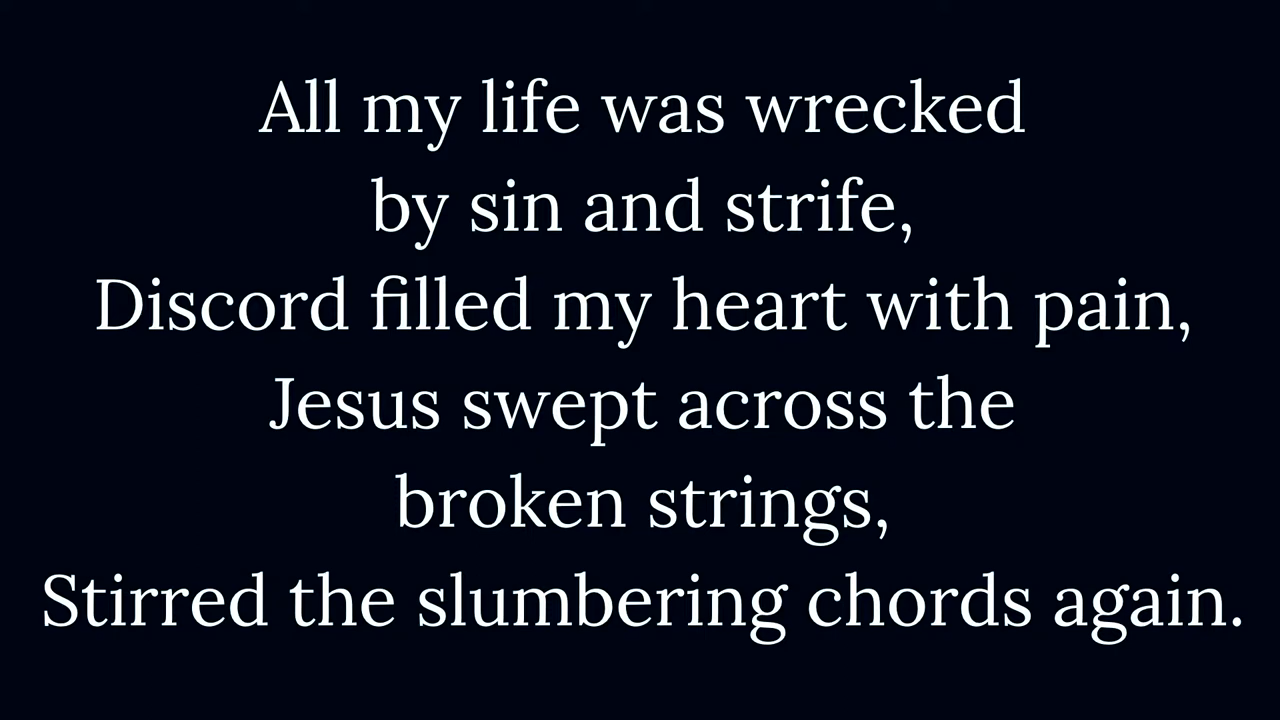 All my life was wrecked
by sin and strife,
Discord filled my heart with pain,
Jesus swept across the
broken strings,
Stirred the slumbering chords again.